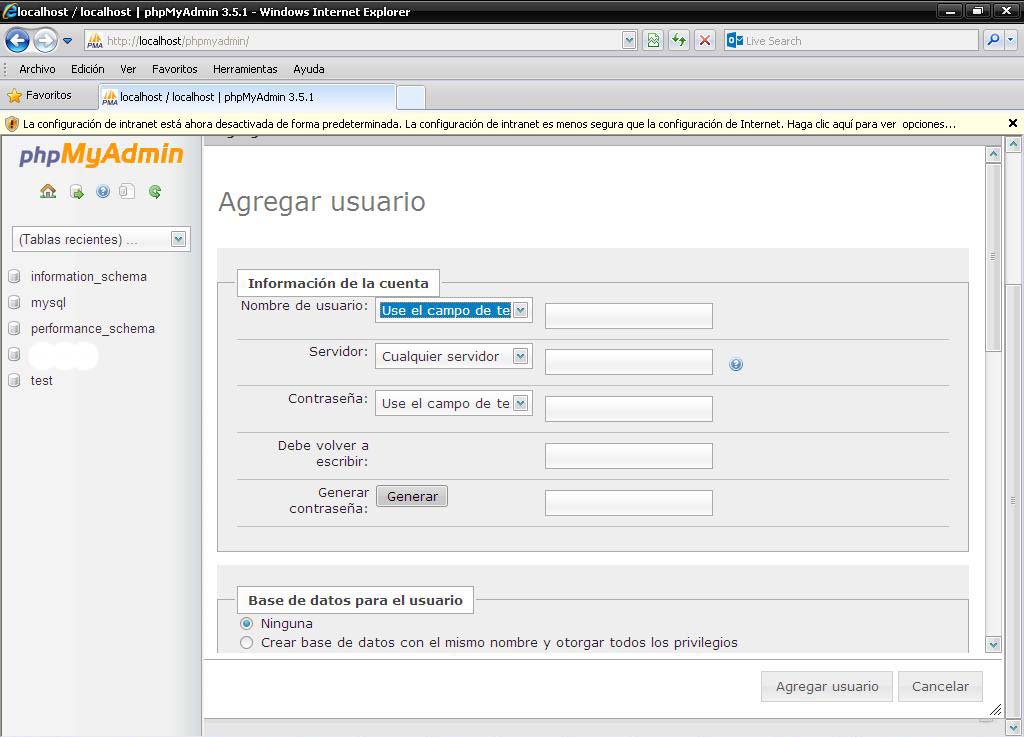 localhost / localhost | phpMyAdmin 3.5.1 - Windows Internet Explorer
PMA http://localhost/phpmyadmin/ Live Search
Archivo Edición Ver Favoritos Herramientas Ayuda
Favoritos PMA localhost / localhost | phpMyAdmin 3.5.1
La configuración de intranet está ahora desactivada de forma predeterminada. La configuración de intranet es menos segura que la configuración de Internet. Haga clic aquí para ver opciones...
phpMyAdmin
(Tablas recientes) ...
information_schema
mysql
performance_schema
test
Agregar usuario
Información de la cuenta
Nombre de usuario: Use el campo de te
Servidor: Cualquier servidor
Contraseña: Use el campo de te
Debe volver a
escribir:
Generar
contraseña: Generar
Base de datos para el usuario
Ninguna
Crear base de datos con el mismo nombre y otorgar todos los privilegios
Agregar usuario Cancelar